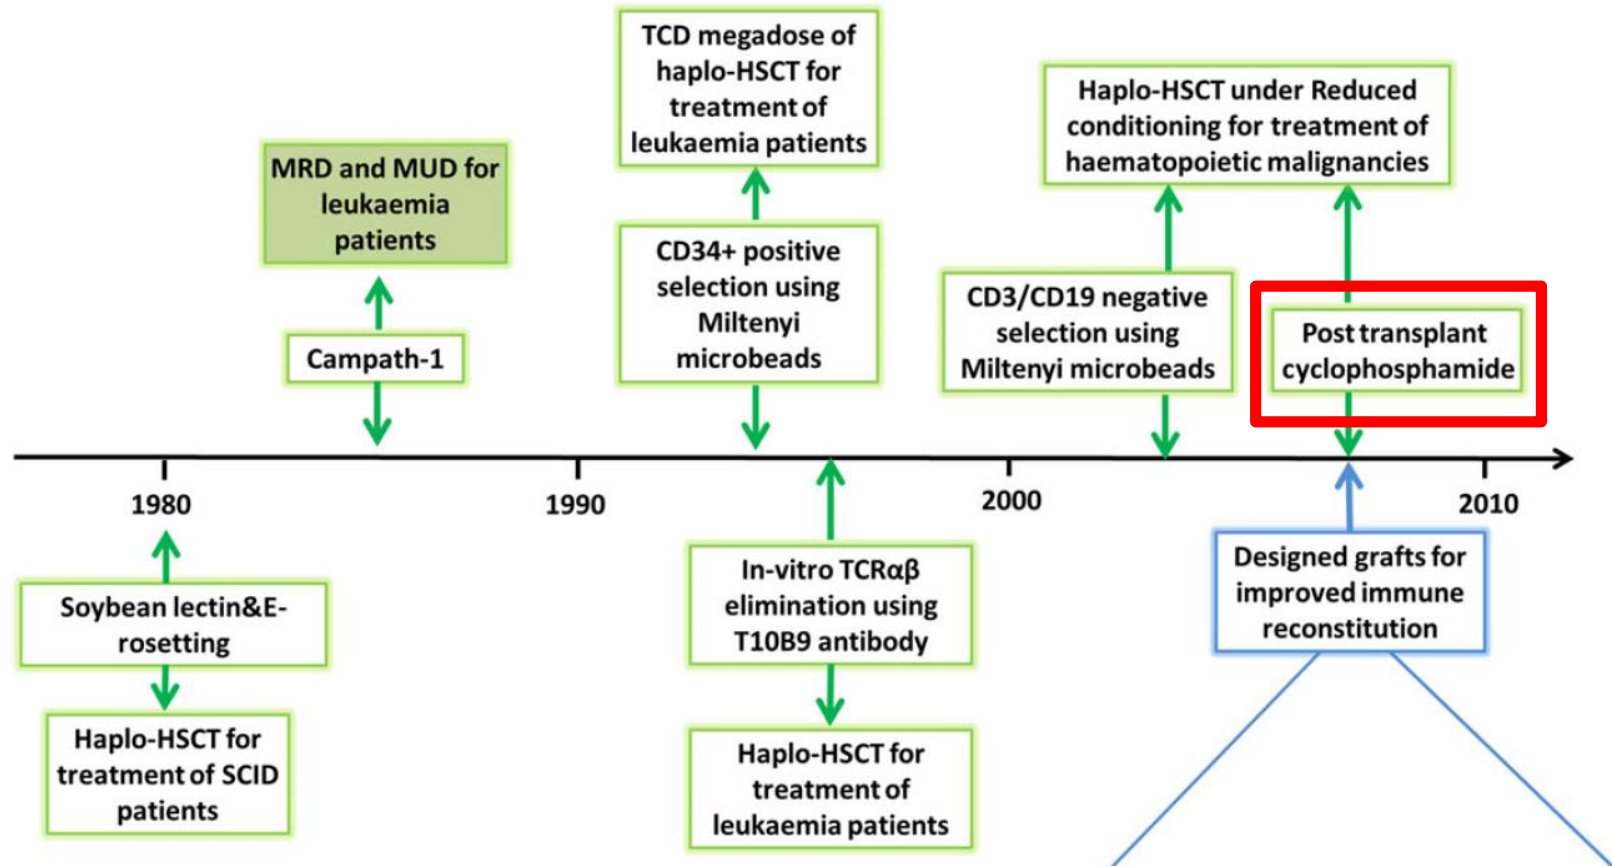 TCD megadose of
haplo-HSCT for
treatment of
leukaemia patients
Haplo-HSCT under Reduced
conditioning for treatment of
haematopoietic malignancies
MRD and MUD for
leukaemia
patients
CD34+ positive
selection using
Miltenyi
microbeads
CD3/CD19 negative
selection using
Miltenyi microbeads
Post transplant
cyclophosphamide
Campath-1
1980
1990
2000
2010
Soybean lectin&E-
rosetting
In-vitro TCRαβ
elimination using
T10B9 antibody
Designed grafts for
improved immune
reconstitution
Haplo-HSCT for
treatment of SCID
patients
Haplo-HSCT for
treatment of
leukaemia patients